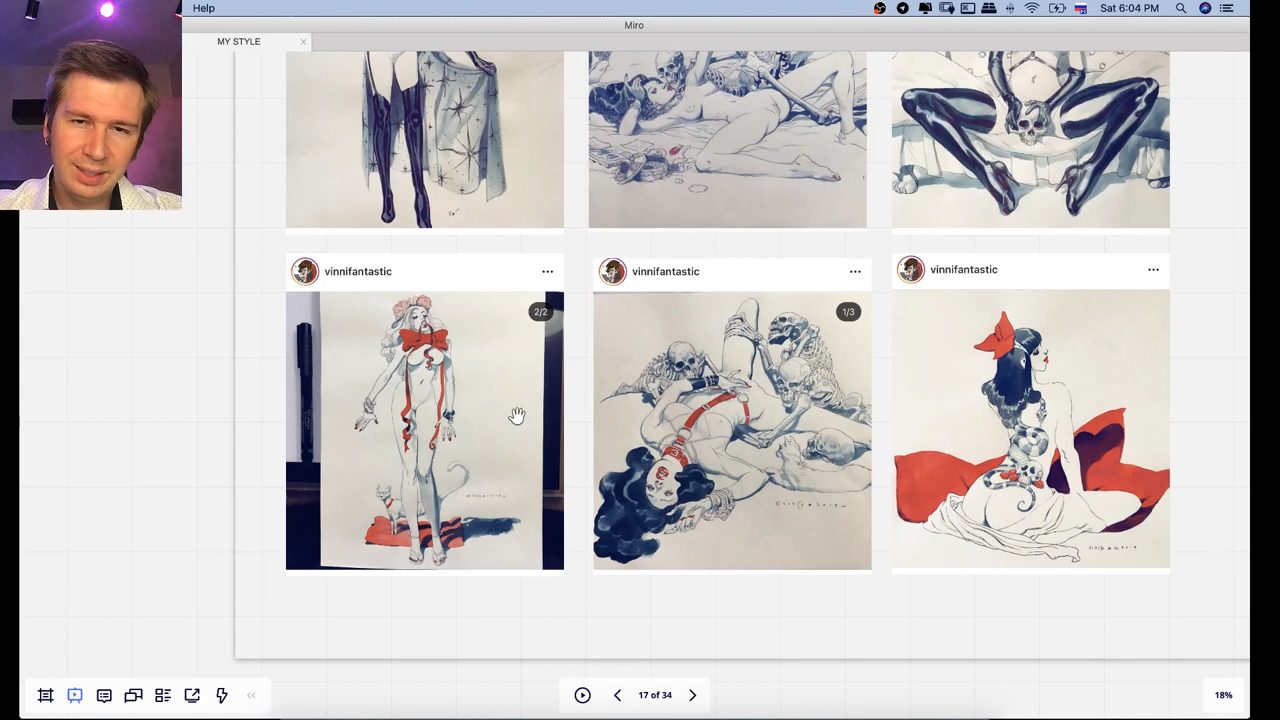 Help
Sat 6:04 PM
Miro
MY STYLE
vinnifantastic
vinnifantastic
vinnifantastic
2/2
1/3
17 of 34
18%